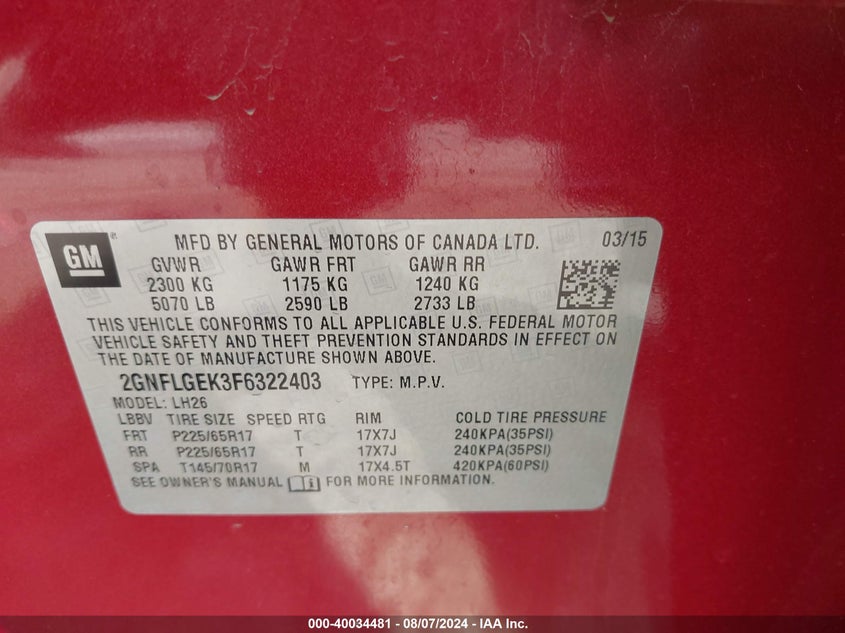 GM ® MFD BY GENERAL MOTORS OF CANADA LTD. 03/15
GVWR GAWR FRT GAWR RR
2300 KG 1175 KG 1240 KG
5070 LB 2590 LB 2733 LB
THIS VEHICLE CONFORMS TO ALL APPLICABLE U.S. FEDERAL MOTOR
VEHICLE SAFETY AND THEFT PREVENTION STANDARDS IN EFFECT ON
THE DATE OF MANUFACTURE SHOWN ABOVE.
2GNFLGEK3F6322403 TYPE: M.P.V.
MODEL: LH26
LBBV TIRE SIZE SPEED RTG RIM COLD TIRE PRESSURE
FRT P225/65R17 T 17X7J 240KPA(35PSI)
RR P225/65R17 T 17X7J 240KPA(35PSI)
SPA T145/70R17 M 17X4.5T 420KPA(60PSI)
SEE OWNER'S MANUAL FOR MORE INFORMATION.
000-40034481 - 08/07/2024 - IAA Inc.